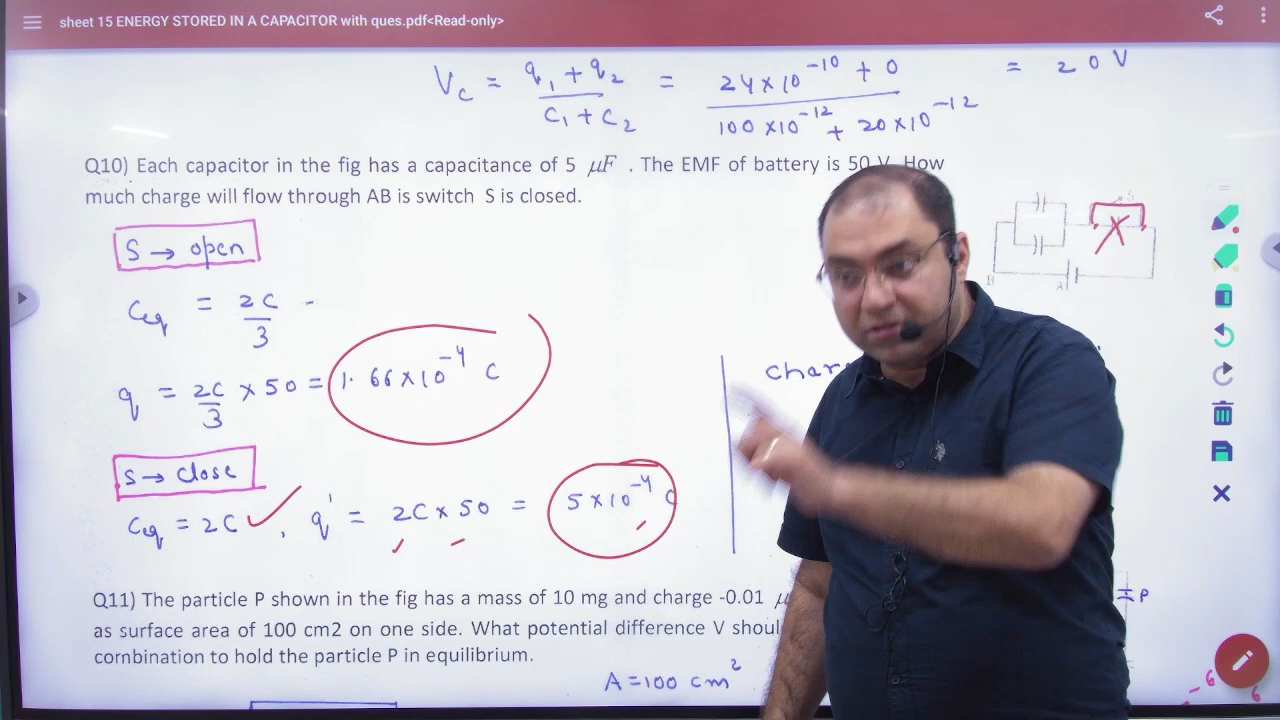 sheet 15 ENERGY STORED IN A CAPACITOR with ques.pdf<Read-only>
Vc = q1 + q2 / C1 + C2 = 24×10^-10 + 0 / 100×10^-12 + 20×10^-12 = 20V
Q10) Each capacitor in the fig has a capacitance of 5 μF . The EMF of battery is 50 V. How
much charge will flow through AB is switch S is closed.
S → open
Ceq = 2C/3
q = 2C/3 × 50 = 1.66×10^-4 C
S → close
Ceq = 2C , q' = 2C × 50 = 5×10^-4 C
Q11) The particle P shown in the fig has a mass of 10 mg and charge -0.01
as surface area of 100 cm2 on one side. What potential difference V
combination to hold the particle P in equilibrium.
A = 100 cm^2
S
B
A
P
-6
6